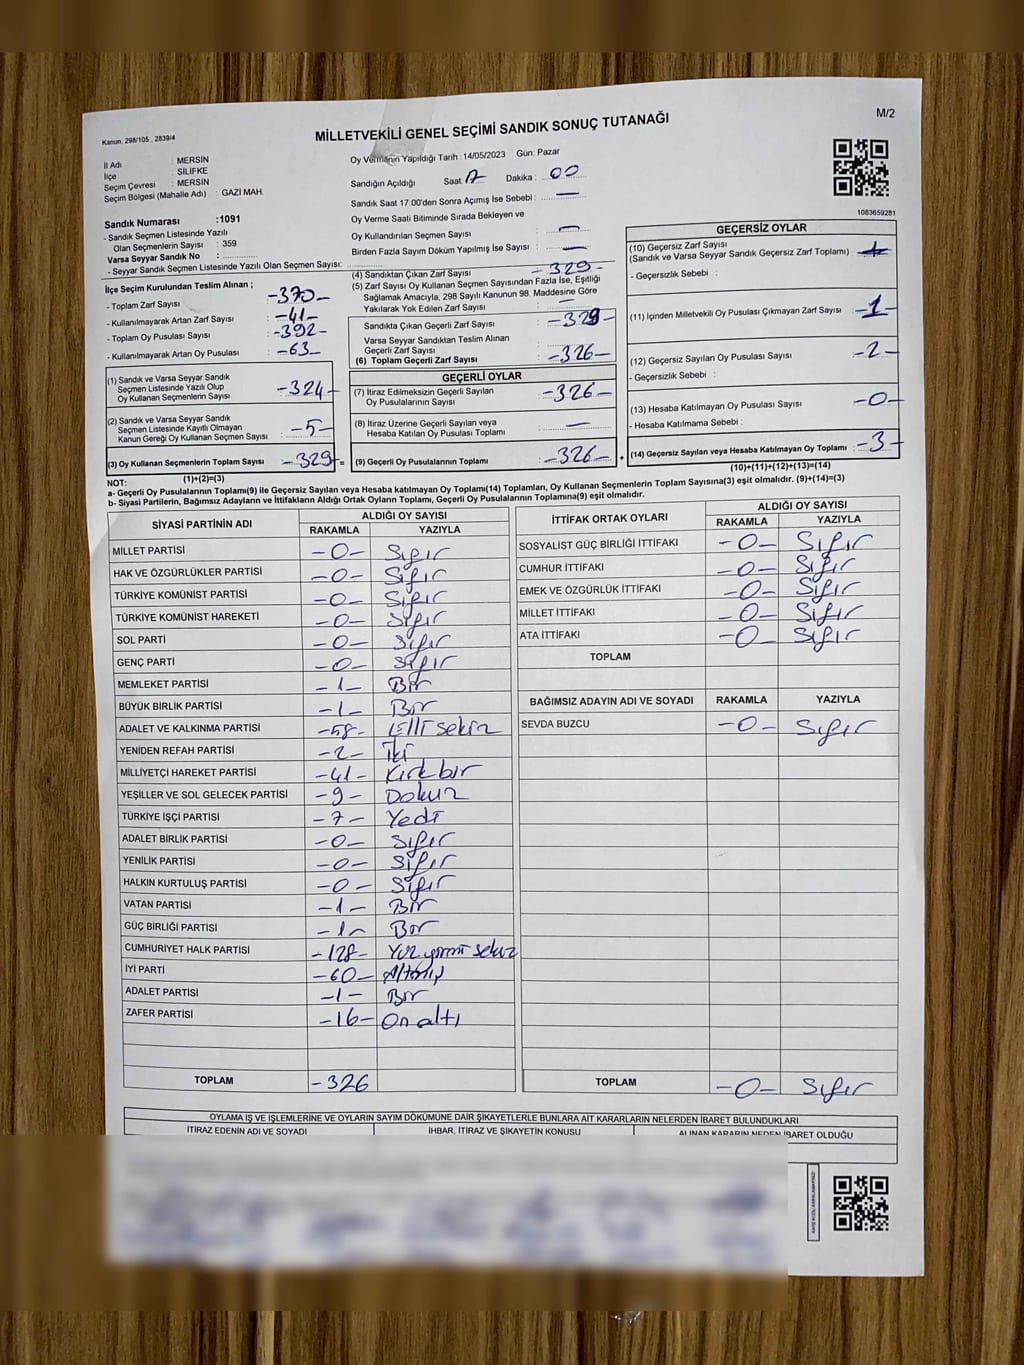 Kanun: 298/105 , 2839/4
MİLLETVEKİLİ GENEL SEÇİMİ SANDIK SONUÇ TUTANAĞI
M/2
İl Adı : MERSİN
İlçe : SİLİFKE
Seçim Çevresi : MERSİN
Seçim Bölgesi (Mahalle Adı) : GAZİ MAH.
Oy Vermenin Yapıldığı Tarih : 14/05/2023 Gün: Pazar
Sandığın Açıldığı Saat: Dakika : 00
Sandık Saat 17:00'den Sonra Açımış İse Sebebi : —
Oy Verme Saati Bitiminde Sırada Bekleyen ve
Oy Kullandırılan Seçmen Sayısı : —
Birden Fazla Sayım Döküm Yapılmış İse Sayısı : —
1083659281
Sandık Numarası :1091
- Sandık Seçmen Listesinde Yazılı
Olan Seçmenlerin Sayısı : 359
Varsa Seyyar Sandık No :
- Seyyar Sandık Seçmen Listesinde Yazılı Olan Seçmen Sayısı:
İlçe Seçim Kurulundan Teslim Alınan ;
- Toplam Zarf Sayısı : -370-
- Kullanılmayarak Artan Zarf Sayısı : -41-
- Toplam Oy Pusulası Sayısı : -392-
- Kullanılmayarak Artan Oy Pusulası : -63-
(1) Sandık ve Varsa Seyyar Sandık
Seçmen Listesinde Yazılı Olup
Oy Kullanan Seçmenlerin Sayısı : -324-
(2) Sandık ve Varsa Seyyar Sandık
Seçmen Listesinde Kayıtlı Olmayan
Kanun Gereği Oy Kullanan Seçmen Sayısı : -5-
(3) Oy Kullanan Seçmenlerin Toplam Sayısı : -329-
(1)+(2)=(3)
(4) Sandıktan Çıkan Zarf Sayısı : -329-
(5) Zarf Sayısı Oy Kullanan Seçmen Sayısından Fazla İse, Eşitliği
Sağlamak Amacıyla; 298 Sayılı Kanunun 98. Maddesine Göre
Yakılarak Yok Edilen Zarf Sayısı : —
Sandıkta Çıkan Geçerli Zarf Sayısı : -329-
Varsa Seyyar Sandıktan Teslim Alınan
Geçerli Zarf Sayısı :
(6) Toplam Geçerli Zarf Sayısı : -326-
GEÇERLİ OYLAR
(7) İtiraz Edilmeksizin Geçerli Sayılan
Oy Pusulalarının Sayısı : -326-
(8) İtiraz Üzerine Geçerli Sayılan veya
Hesaba Katılan Oy Pusulası Toplamı : —
= (9) Geçerli Oy Pusulalarının Toplamı : -326- +
GEÇERSİZ OYLAR
(10) Geçersiz Zarf Sayısı
(Sandık ve Varsa Seyyar Sandık Geçersiz Zarf Toplamı) :
- Geçersizlik Sebebi :
(11) İçinden Milletvekili Oy Pusulası Çıkmayan Zarf Sayısı : -1-
(12) Geçersiz Sayılan Oy Pusulası Sayısı : -2-
- Geçersizlik Sebebi :
(13) Hesaba Katılmayan Oy Pusulası Sayısı : -0-
- Hesaba Katılmama Sebebi :
(14) Geçersiz Sayılan veya Hesaba Katılmayan Oy Toplamı : -3-
(10)+(11)+(12)+(13)=(14)
NOT:
a- Geçerli Oy Pusulalarının Toplamı(9) ile Geçersiz Sayılan veya Hesaba katılmayan Oy Toplamı(14) Toplamları, Oy Kullanan Seçmenlerin Toplam Sayısına(3) eşit olmalıdır. (9)+(14)=(3)
b- Siyasi Partilerin, Bağımsız Adayların ve İttifakların Aldığı Ortak Oyların Toplamı, Geçerli Oy Pusulalarının Toplamına(9) eşit olmalıdır.
SİYASİ PARTİNİN ADI ALDIĞI OY SAYISI
RAKAMLA YAZIYLA
MİLLET PARTİSİ -0- Sıfır
HAK VE ÖZGÜRLÜKLER PARTİSİ -0- Sıfır
TÜRKİYE KOMÜNİST PARTİSİ -0- Sıfır
TÜRKİYE KOMÜNİST HAREKETİ -0- Sıfır
SOL PARTİ -0- Sıfır
GENÇ PARTİ -0- Sıfır
MEMLEKET PARTİSİ -1- Bir
BÜYÜK BİRLİK PARTİSİ -1- Bir
ADALET VE KALKINMA PARTİSİ -58- Elli sekiz
YENİDEN REFAH PARTİSİ -2- İki
MİLLİYETÇİ HAREKET PARTİSİ -41- Kırk bir
YEŞİLLER VE SOL GELECEK PARTİSİ -9- Dokuz
TÜRKİYE İŞÇİ PARTİSİ -7- Yedi
ADALET BİRLİK PARTİSİ -0- Sıfır
YENİLİK PARTİSİ -0- Sıfır
HALKIN KURTULUŞ PARTİSİ -0- Sıfır
VATAN PARTİSİ -1- Bir
GÜÇ BİRLİĞİ PARTİSİ -1- Bir
CUMHURİYET HALK PARTİSİ -128- Yüz yirmi sekiz
İYİ PARTİ -60- Altmış
ADALET PARTİSİ -1- Bir
ZAFER PARTİSİ -16- On altı
TOPLAM -326
İTTİFAK ORTAK OYLARI ALDIĞI OY SAYISI
RAKAMLA YAZIYLA
SOSYALİST GÜÇ BİRLİĞİ İTTİFAKI -0- Sıfır
CUMHUR İTTİFAKI -0- Sıfır
EMEK VE ÖZGÜRLÜK İTTİFAKI -0- Sıfır
MİLLET İTTİFAKI -0- Sıfır
ATA İTTİFAKI -0- Sıfır
TOPLAM
BAĞIMSIZ ADAYIN ADI VE SOYADI RAKAMLA YAZIYLA
SEVDA BUZCU -0- Sıfır
TOPLAM -0- Sıfır
OYLAMA İŞ VE İŞLEMLERİNE VE OYLARIN SAYIM DÖKÜMÜNE DAİR ŞİKAYETLERLE BUNLARA AİT KARARLARIN NELERDEN İBARET BULUNDUKLARI
İTİRAZ EDENİN ADI VE SOYADI İHBAR, İTİRAZ VE ŞİKAYETİN KONUSU ALINAN KARARIN NEDEN İBARET OLDUĞU